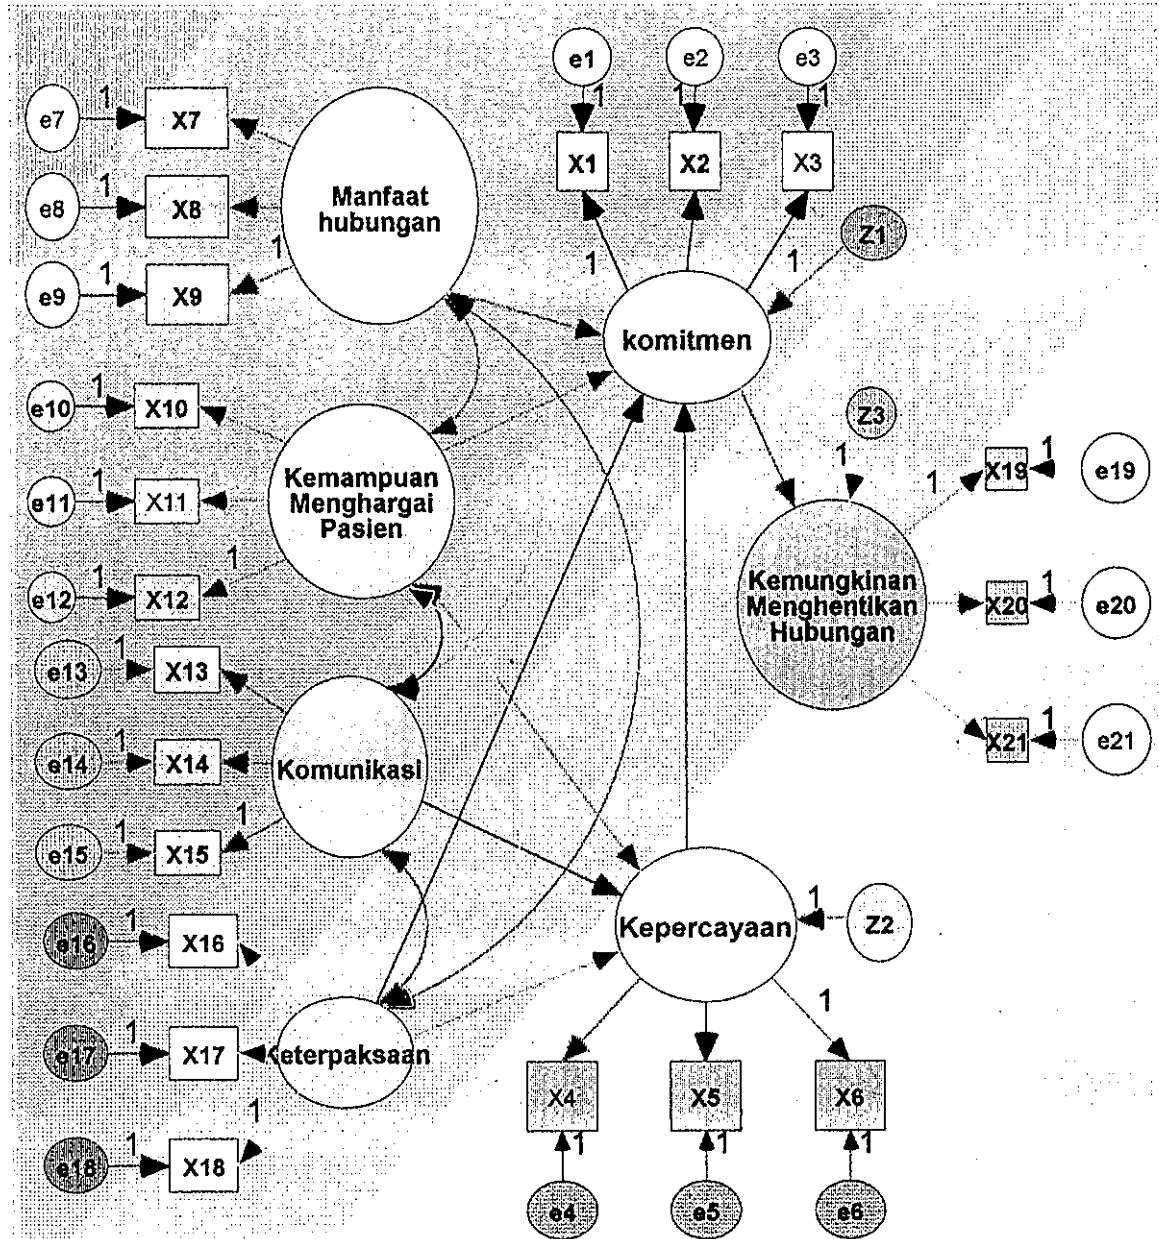 e1
e2
e3
1
1
1
X1
X2
X3
e7
1
X7
e8
1
X8
e9
1
X9
1
Manfaat
hubungan
1
1
Z1
komitmen
e10
1
X10
e11
1
X11
e12
1
X12
1
Kemampuan
Menghargai
Pasien
Z3
1
1
X19
1
e19
Kemungkinan
Menghentikan
Hubungan
X20
1
e20
X21
1
e21
e13
1
X13
e14
1
X14
e15
1
X15
1
Komunikasi
e16
1
X16
e17
1
X17
Keterpaksaan
e18
1
X18
1
Kepercayaan
1
Z2
1
X4
X5
X6
1
1
1
e4
e5
e6